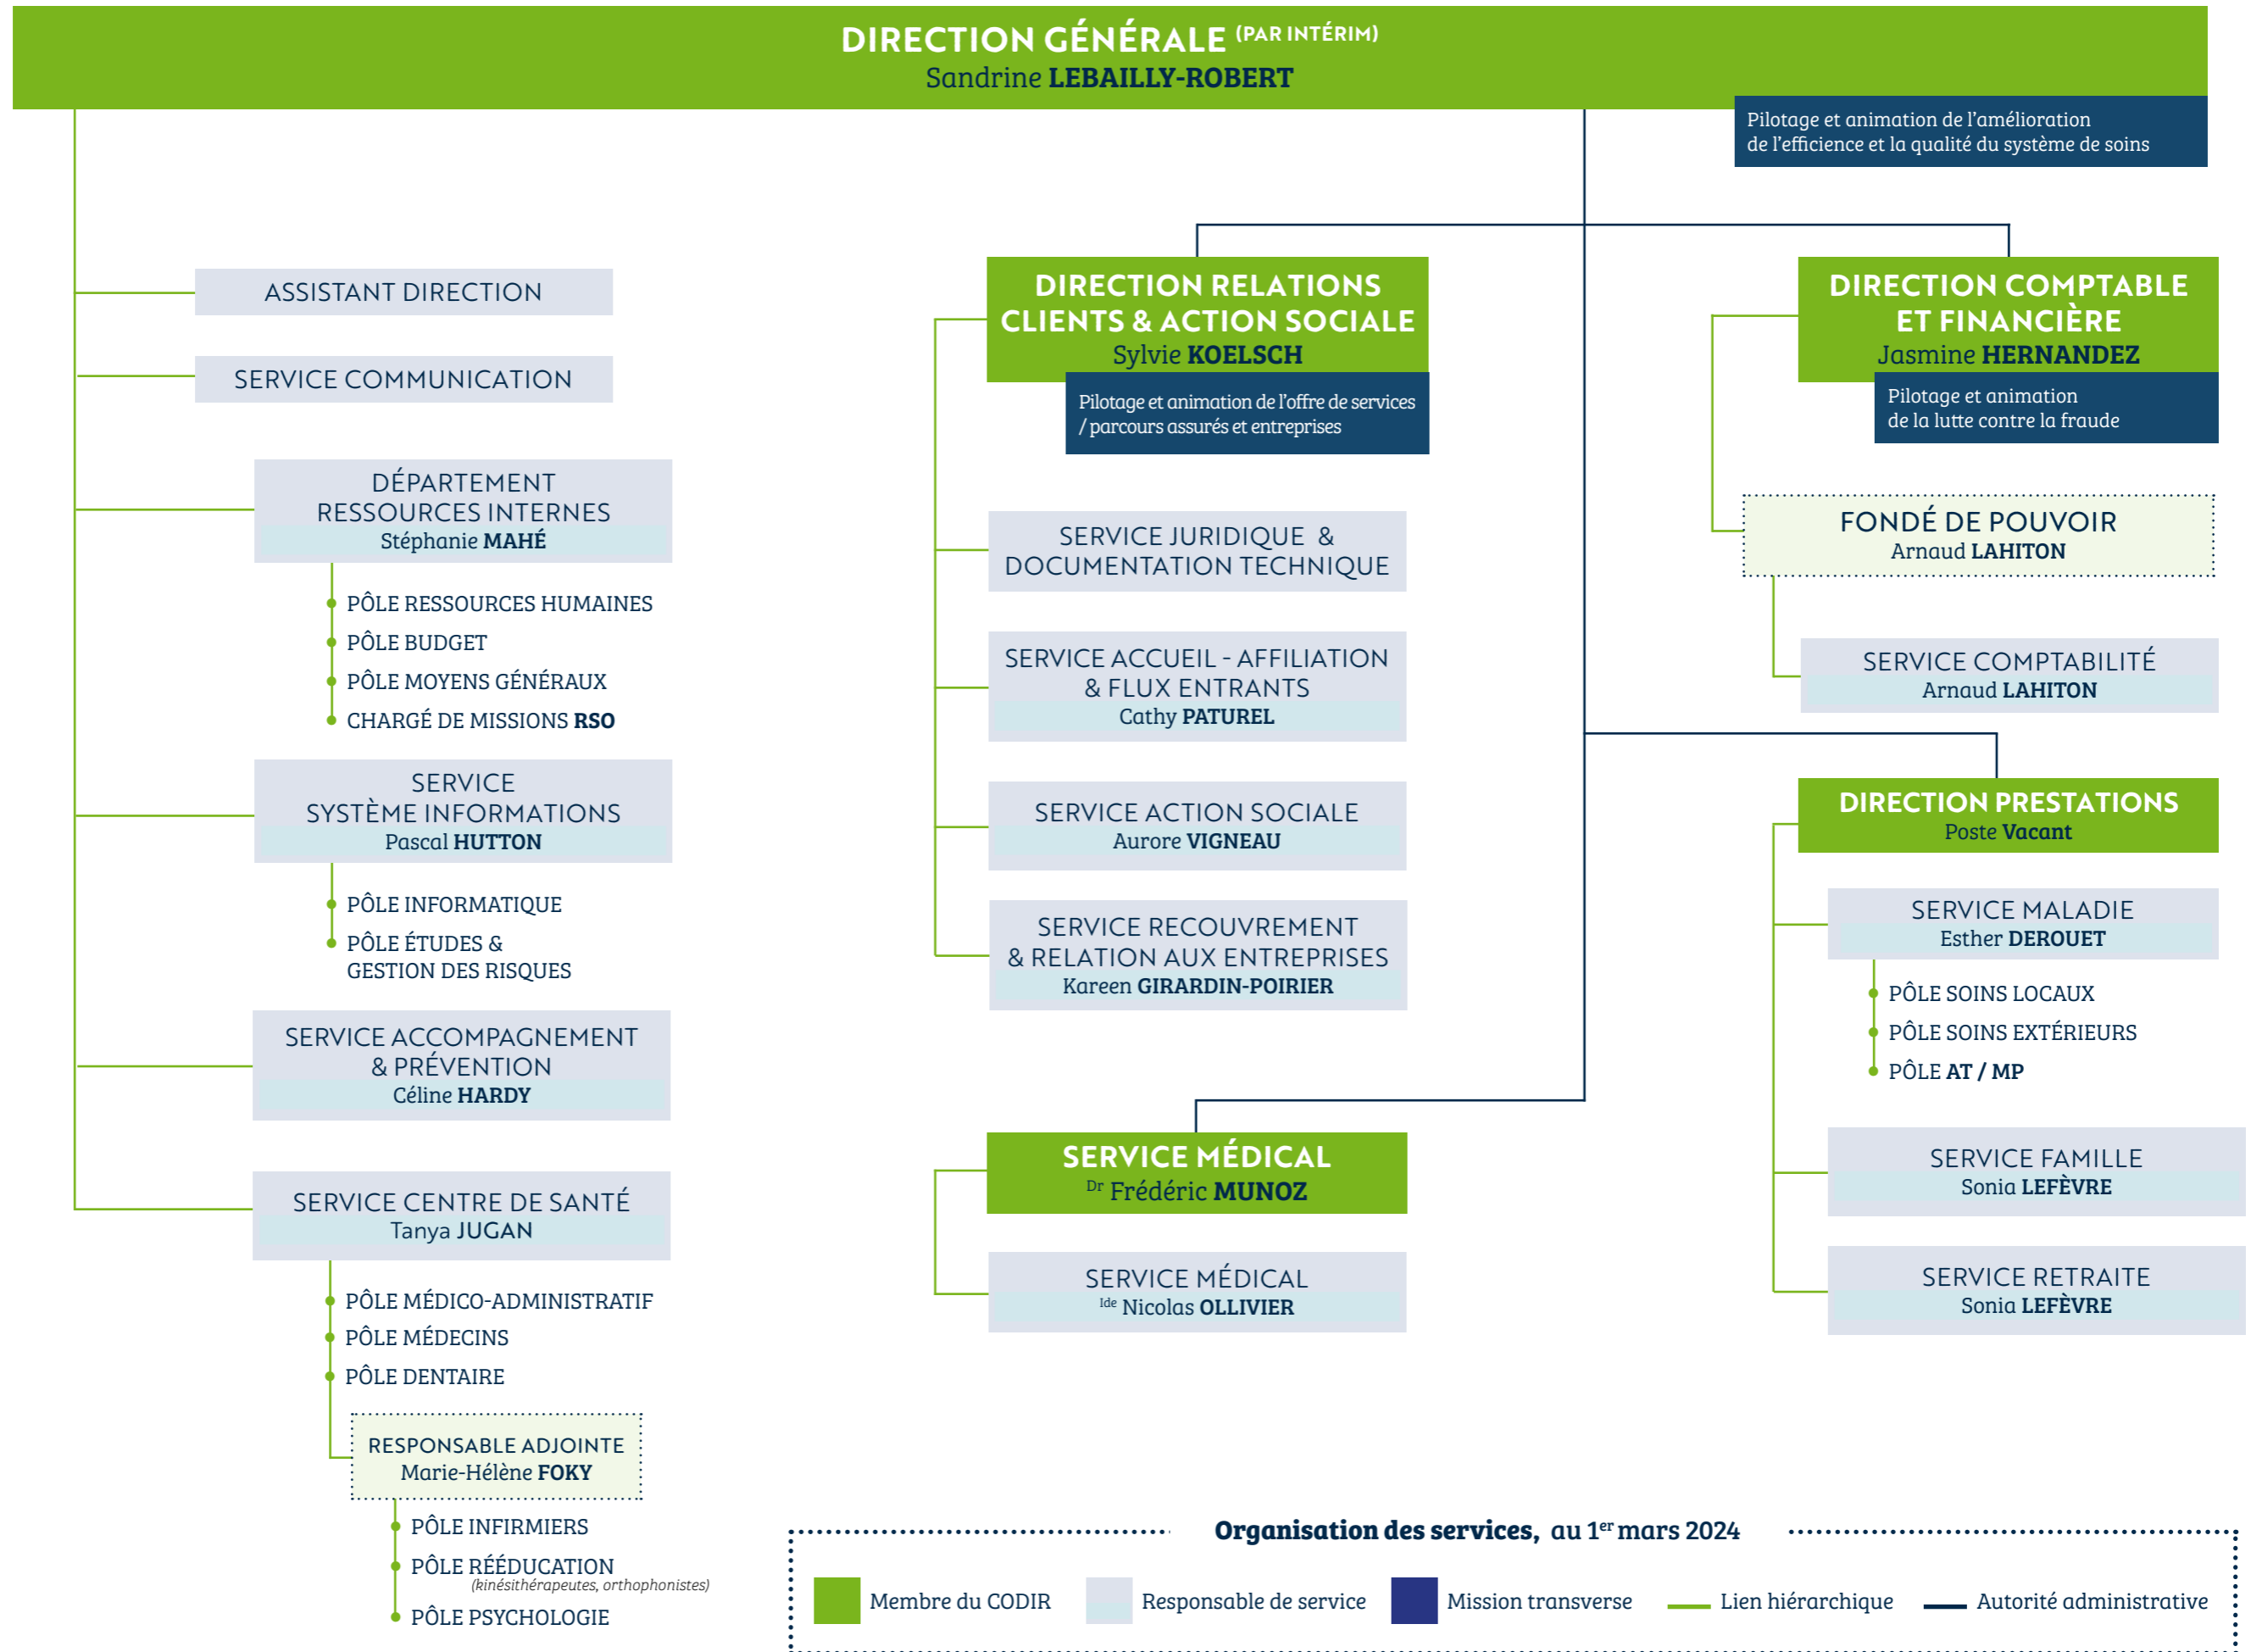 DIRECTION GÉNÉRALE (PAR INTÉRIM)
Sandrine LEBAILLY-ROBERT
Pilotage et animation de l'amélioration
de l'efficience et la qualité du système de soins
ASSISTANT DIRECTION
SERVICE COMMUNICATION
DÉPARTEMENT
RESSOURCES INTERNES
Stéphanie MAHÉ
PÔLE RESSOURCES HUMAINES
PÔLE BUDGET
PÔLE MOYENS GÉNÉRAUX
CHARGÉ DE MISSIONS RSO
SERVICE
SYSTÈME INFORMATIONS
Pascal HUTTON
PÔLE INFORMATIQUE
PÔLE ÉTUDES &
GESTION DES RISQUES
SERVICE ACCOMPAGNEMENT
& PRÉVENTION
Céline HARDY
SERVICE CENTRE DE SANTÉ
Tanya JUGAN
PÔLE MÉDICO-ADMINISTRATIF
PÔLE MÉDECINS
PÔLE DENTAIRE
RESPONSABLE ADJOINTE
Marie-Hélène FOKY
PÔLE INFIRMIERS
PÔLE RÉÉDUCATION
(kinésithérapeutes, orthophonistes)
PÔLE PSYCHOLOGIE
DIRECTION RELATIONS
CLIENTS & ACTION SOCIALE
Sylvie KOELSCH
Pilotage et animation de l'offre de services
/ parcours assurés et entreprises
SERVICE JURIDIQUE &
DOCUMENTATION TECHNIQUE
SERVICE ACCUEIL - AFFILIATION
& FLUX ENTRANTS
Cathy PATUREL
SERVICE ACTION SOCIALE
Aurore VIGNEAU
SERVICE RECOUVREMENT
& RELATION AUX ENTREPRISES
Kareen GIRARDIN-POIRIER
SERVICE MÉDICAL
Dr Frédéric MUNOZ
SERVICE MÉDICAL
Ide Nicolas OLLIVIER
DIRECTION COMPTABLE
ET FINANCIÈRE
Jasmine HERNANDEZ
Pilotage et animation
de la lutte contre la fraude
FONDÉ DE POUVOIR
Arnaud LAHITON
SERVICE COMPTABILITÉ
Arnaud LAHITON
DIRECTION PRESTATIONS
Poste Vacant
SERVICE MALADIE
Esther DEROUET
PÔLE SOINS LOCAUX
PÔLE SOINS EXTÉRIEURS
PÔLE AT / MP
SERVICE FAMILLE
Sonia LEFÈVRE
SERVICE RETRAITE
Sonia LEFÈVRE
Organisation des services, au 1er mars 2024
Membre du CODIR
Responsable de service
Mission transverse
Lien hiérarchique
Autorité administrative